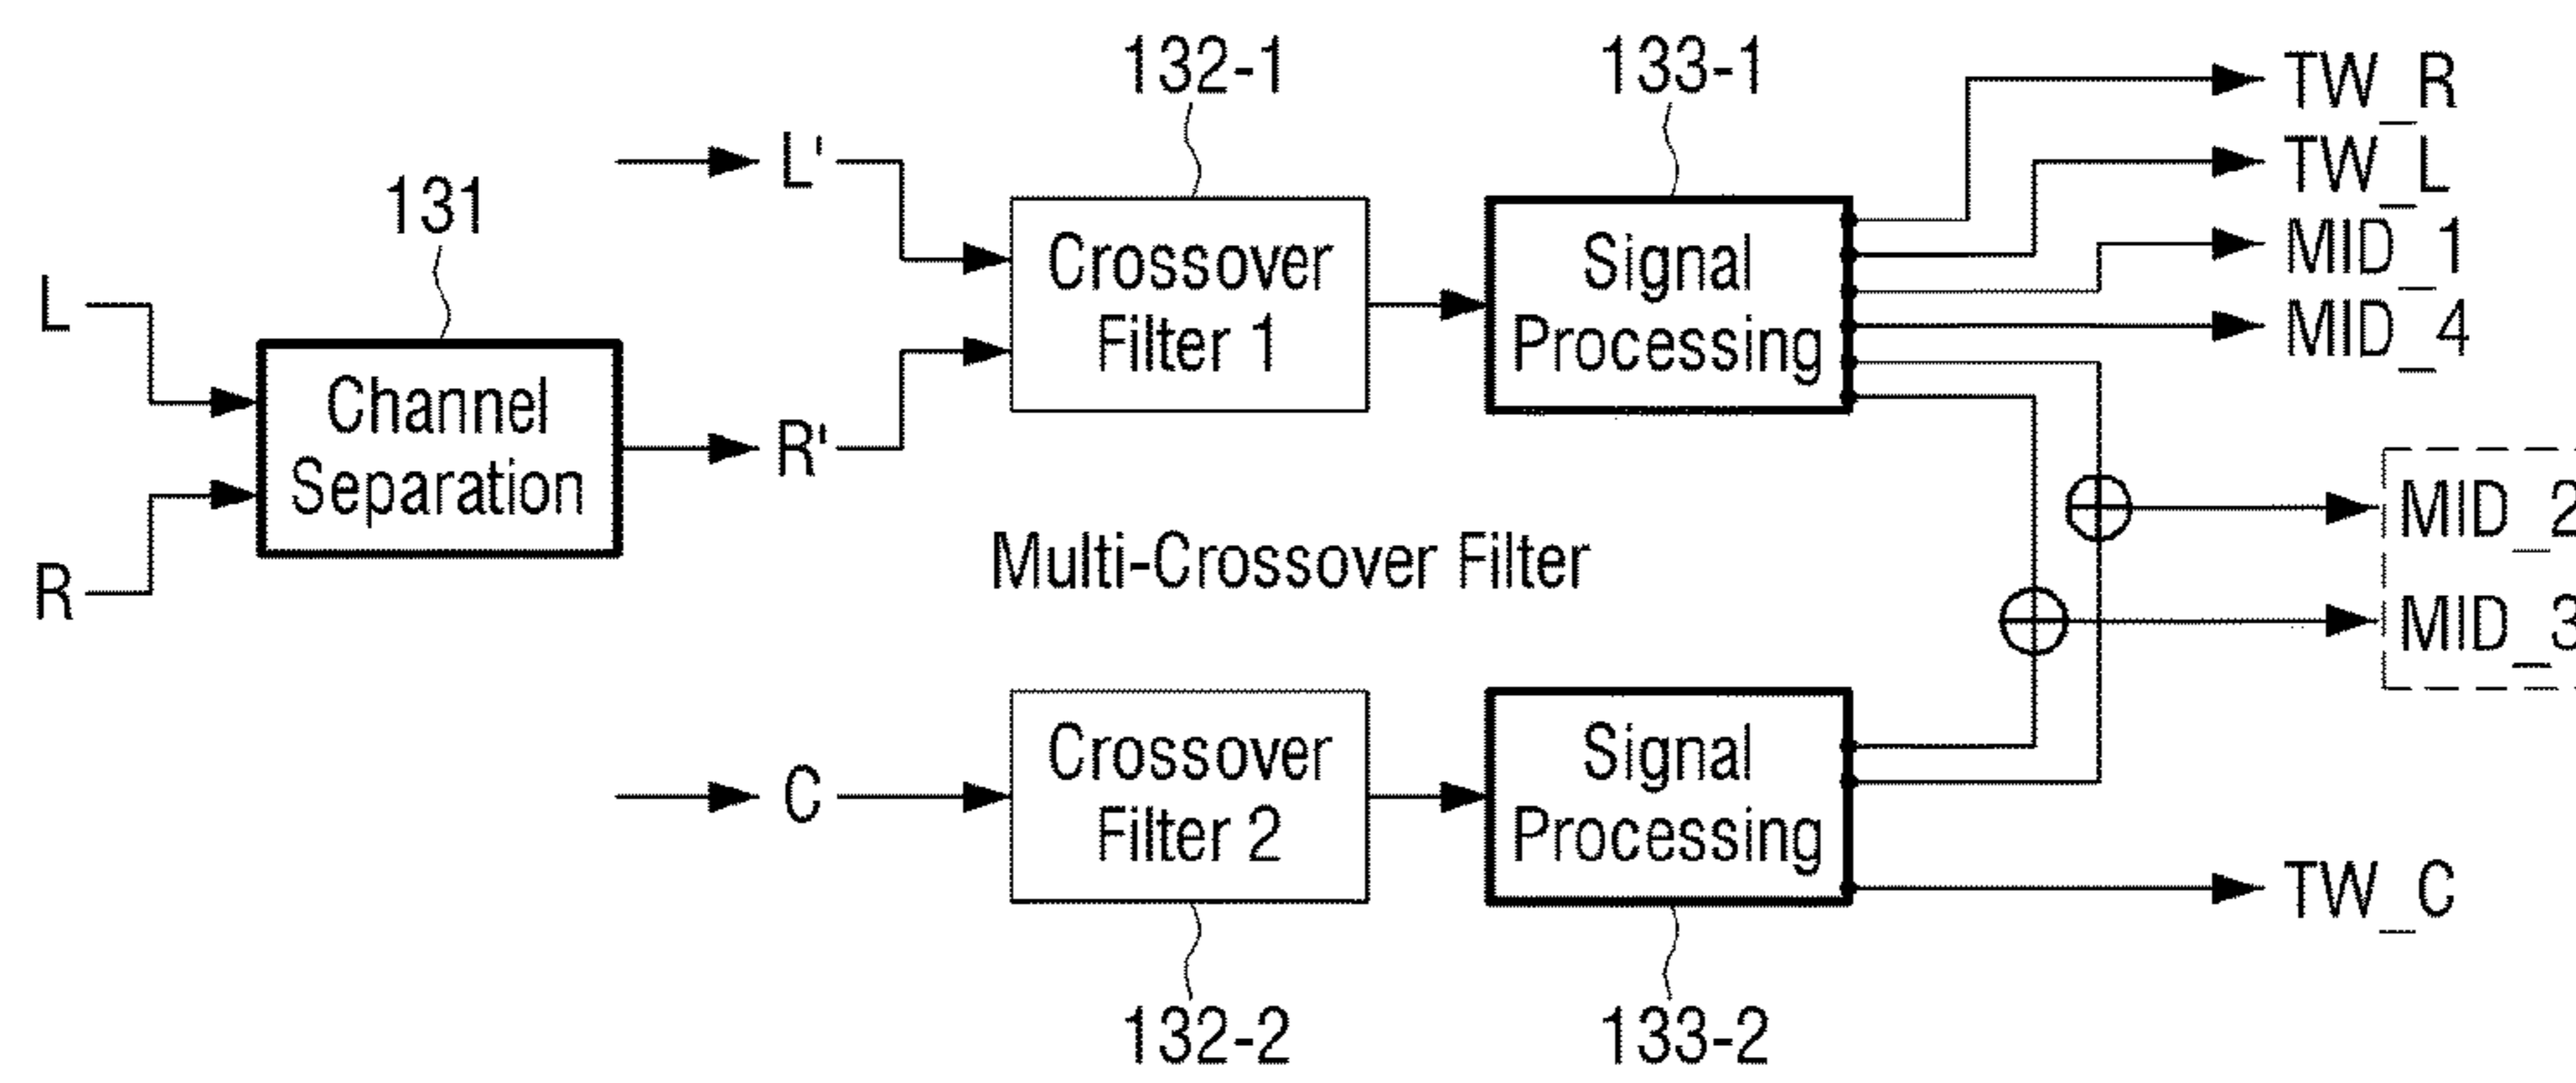 132-1
133-1
TW_R
TW_L
L'
131
MID_1
Crossover
Filter 1
Signal
Processing
L
MID_4
Channel
Separation
R'
MID_2
Multi-Crossover Filter
R
MID_3
Crossover
Filter 2
Signal
Processing
C
TW_C
132-2
133-2